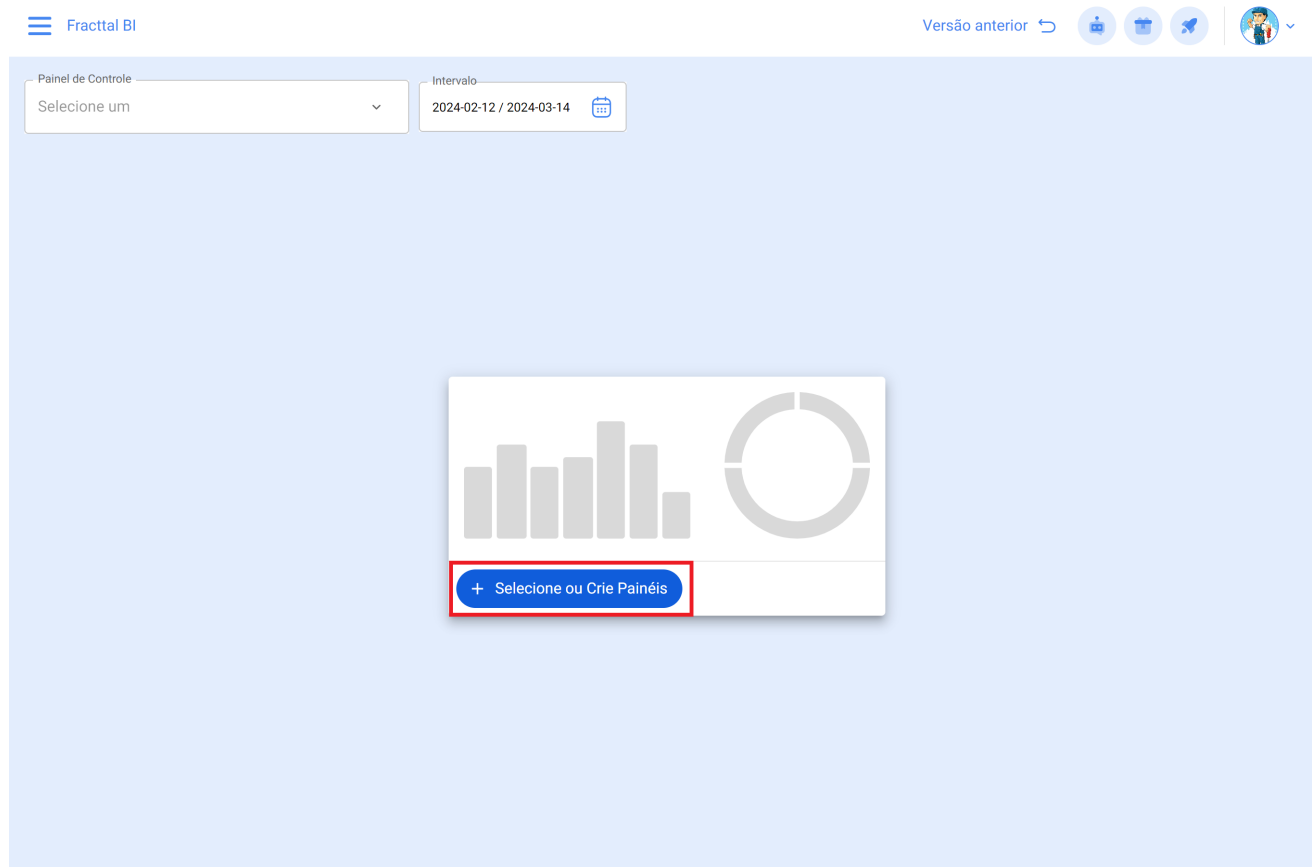 Fracttal BI
Versão anterior
Painel de Controle
Selecione um
Intervalo
2024-02-12 / 2024-03-14
+ Selecione ou Crie Painéis